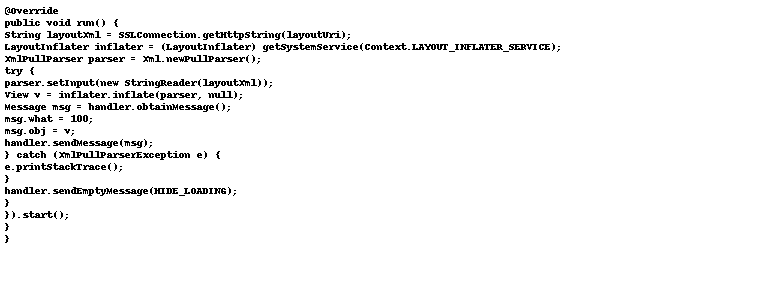 @Override
public void run() {
String layoutXml = SSLConnection.getHttpString(layoutUri);
LayoutInflater inflater = (LayoutInflater) getSystemService(Context.LAYOUT_INFLATER_SERVICE);
XmlPullParser parser = Xml.newPullParser();
try {
parser.setInput(new StringReader(layoutXml));
View v = inflater.inflate(parser, null);
Message msg = handler.obtainMessage();
msg.what = 100;
msg.obj = v;
handler.sendMessage(msg);
} catch (XmlPullParserException e) {
e.printStackTrace();
}
handler.sendEmptyMessage(HIDE_LOADING);
}
}).start();
}
}